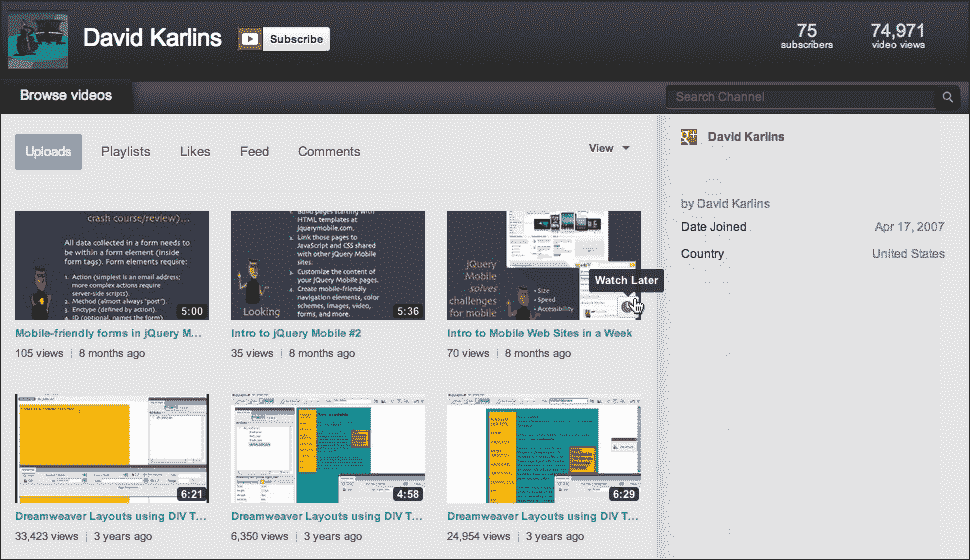 David Karlins
Subscribe
75
subscribers
74,971
video views
Browse videos
Search Channel
Uploads
Playlists
Likes
Feed
Comments
View
crash course/review)...
All data collected in a form needs to
be within a form element (inside
form tags). Form elements require:
1. Action (simplest is an email address;
more complex actions require
server-side scripts).
2. Method (almost always "post").
3. Enctype (defined by action).
4. ID (optional, names the form).
5:00
Mobile-friendly forms in jQuery M...
105 views
8 months ago
Build pages starting with
HTML templates at
jquerymobile.com.
2. Link those pages to
JavaScript and CSS shared
with other jQuery Mobile
sites.
3. Customize the content of
your jQuery Mobile pages.
4. Create mobile-friendly
navigation elements, color
schemes, images, video,
forms, and more.
Looking
5:36
Intro to jQuery Mobile #2
35 views
8 months ago
jQuery
Mobile
solves
challenges
for mobile
• Size
• Speed
• Accessibility
Watch Later
Intro to Mobile Web Sites in a Week
70 views
8 months ago
6:21
Dreamweaver Layouts using DIV T...
33,423 views
3 years ago
4:58
Dreamweaver Layouts using DIV T...
6,350 views
3 years ago
6:29
Dreamweaver Layouts using DIV T...
24,954 views
3 years ago
David Karlins
by David Karlins
Date Joined
Apr 17, 2007
Country
United States